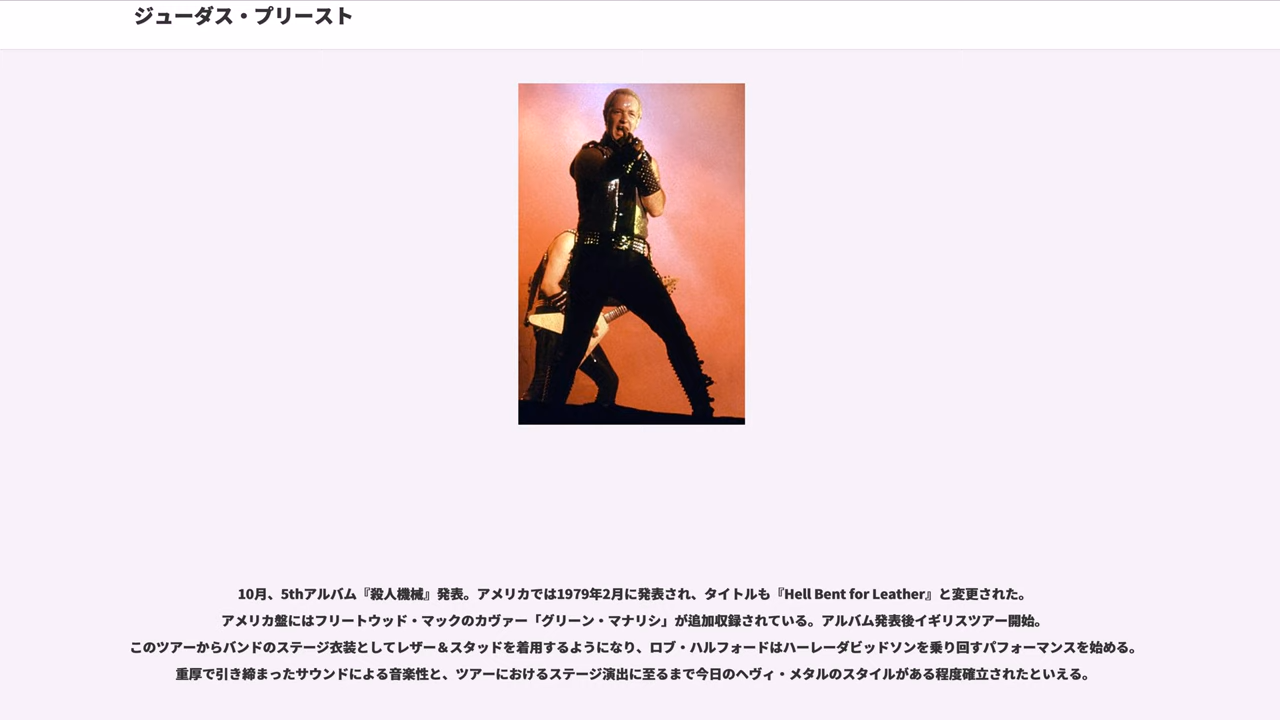 ジューダス・プリースト
10月、5thアルバム『殺人機械』発表。アメリカでは1979年2月に発表され、タイトルも『Hell Bent for Leather』と変更された。
アメリカ盤にはフリートウッド・マックのカヴァー「グリーン・マナリシ」が追加収録されている。アルバム発表後イギリスツアー開始。
このツアーからバンドのステージ衣装としてレザー＆スタッドを着用するようになり、ロブ・ハルフォードはハーレーダビッドソンを乗り回すパフォーマンスを始める。
重厚で引き締まったサウンドによる音楽性と、ツアーにおけるステージ演出に至るまで今日のヘヴィ・メタルのスタイルがある程度確立されたといえる。